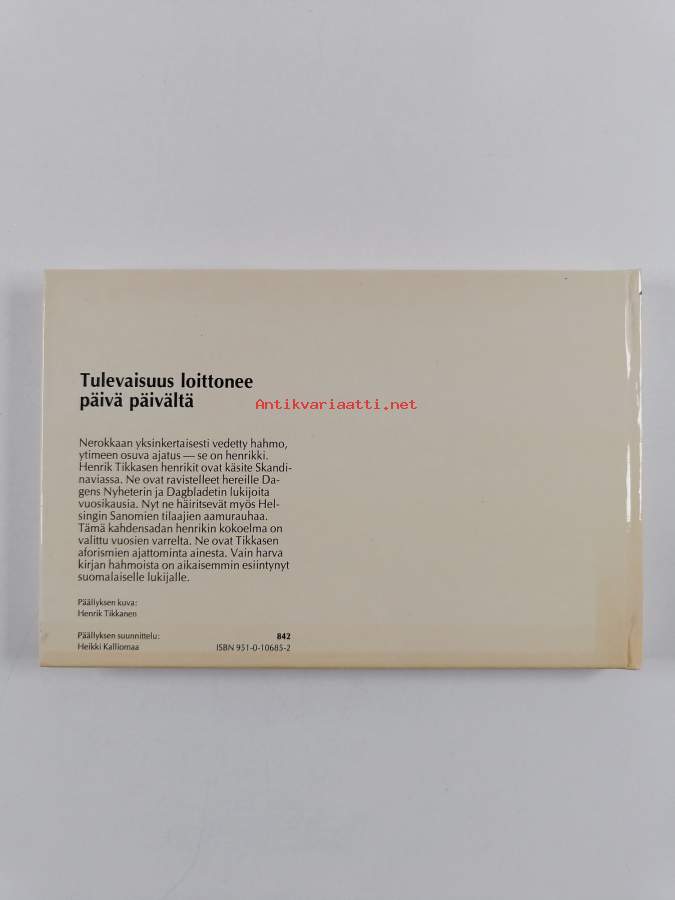 Tulevaisuus loittonee
päivä päivältä
Antikvariaatti.net
Nerokkaan yksinkertaisesti vedetty hahmo,
ytimeen osuva ajatus — se on henrikki.
Henrik Tikkasen henrikit ovat käsite Skandi-
naviassa. Ne ovat ravistelleet hereille Da-
gens Nyheterin ja Dagbladetin lukijoita
vuosikausia. Nyt ne häiritsevät myös Hel-
singin Sanomien tilaajien aamurauhaa.
Tämä kahdensadan henrikin kokoelma on
valittu vuosien varrelta. Ne ovat Tikkasen
aforismien ajattominta ainesta. Vain harva
kirjan hahmoista on aikaisemmin esiintynyt
suomalaiselle lukijalle.
Päällyksen kuva:
Henrik Tikkanen
Päällyksen suunnittelu: 842
Heikki Kalliomaa ISBN 951-0-10685-2